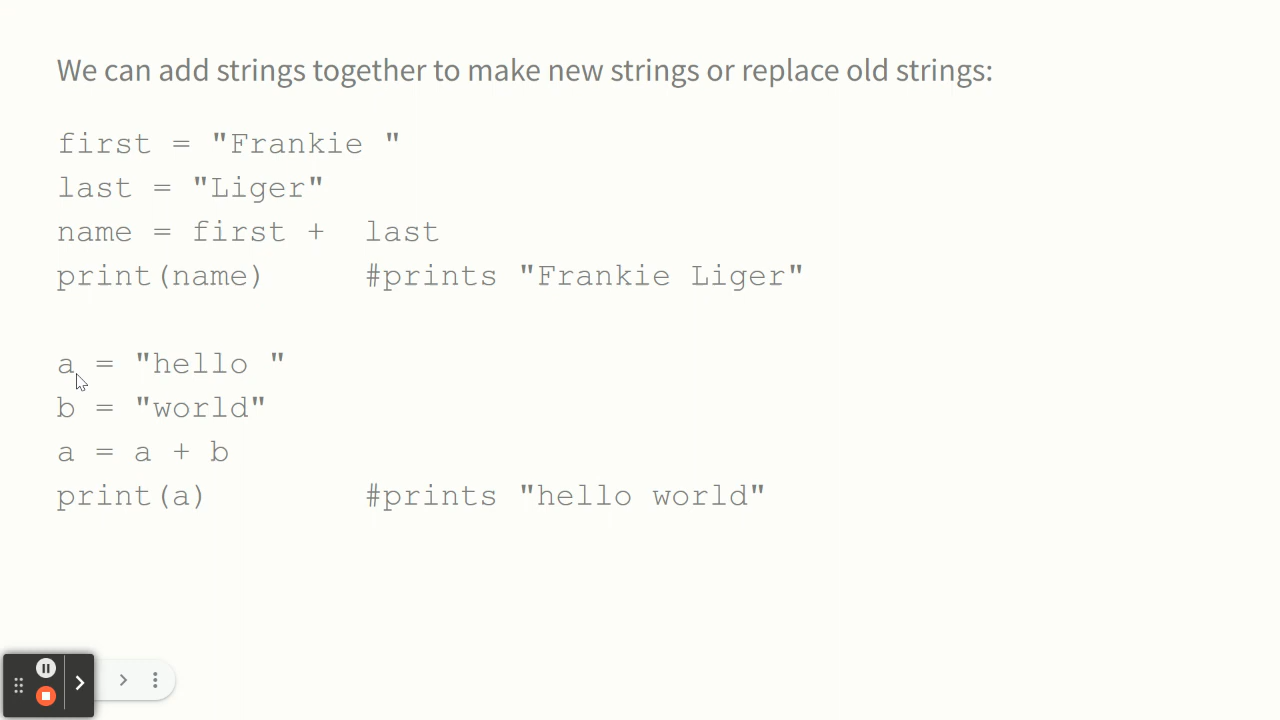 We can add strings together to make new strings or replace old strings:
first = "Frankie "
last = "Liger"
name = first +  last
print(name)     #prints "Frankie Liger"
a = "hello "
b = "world"
a = a + b
print(a)        #prints "hello world"